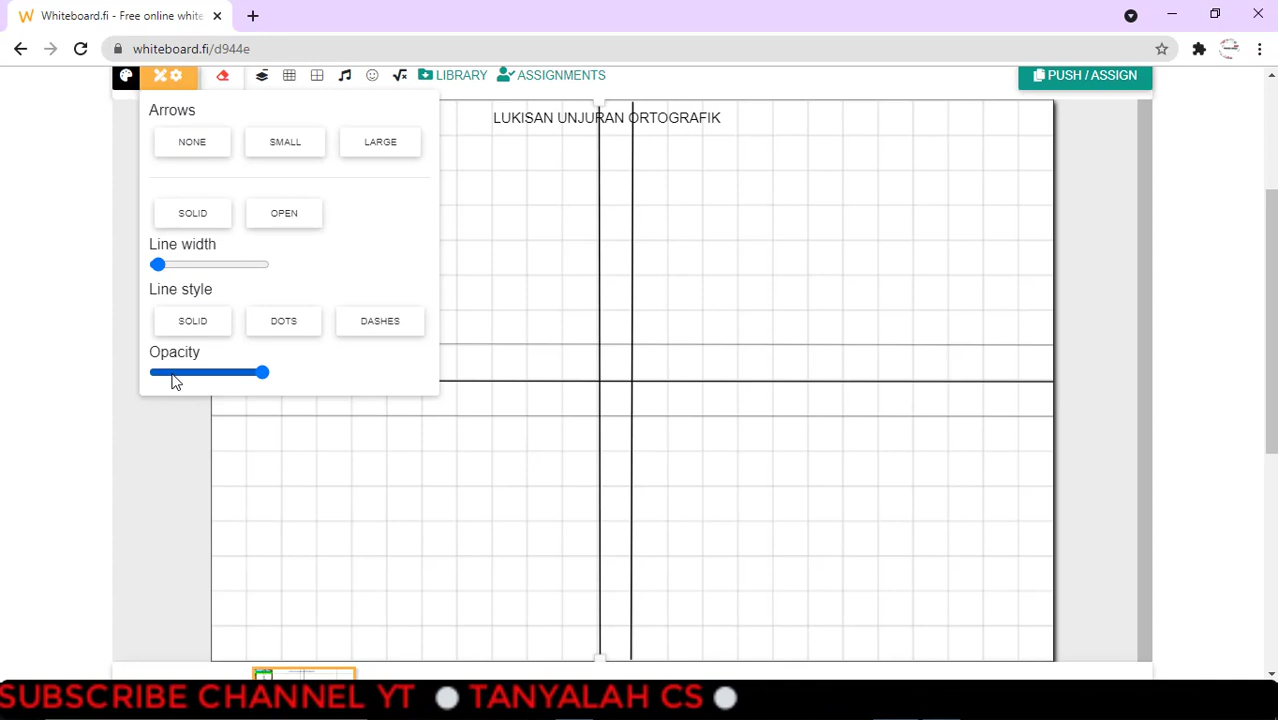 Whiteboard.fi - Free online white
whiteboard.fi/d944e
LIBRARY ASSIGNMENTS PUSH / ASSIGN
Arrows
NONE SMALL LARGE
SOLID OPEN
Line width
Line style
SOLID DOTS DASHES
Opacity
LUKISAN UNJURAN ORTOGRAFIK
SUBSCRIBE CHANNEL YT TANYALAH CS